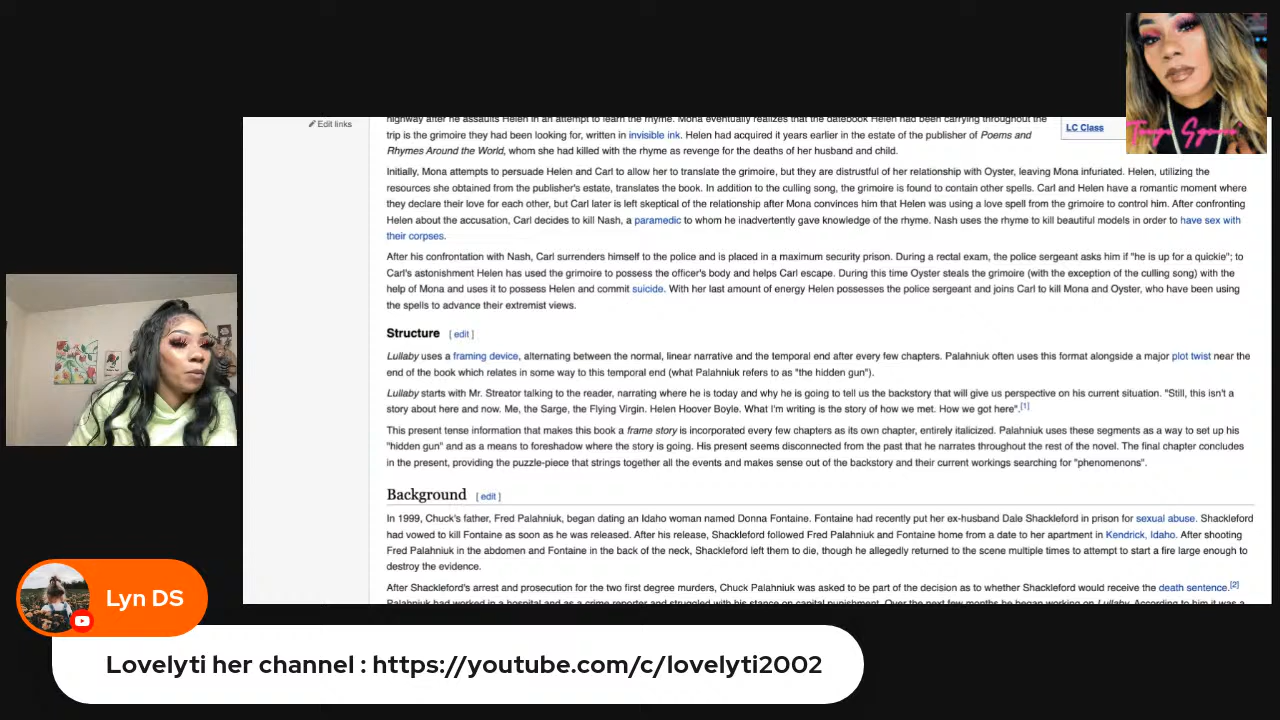 Edit links
highway after he assaults Helen in an attempt to learn the rhyme. Mona eventually realizes that the datebook Helen had been carrying throughout the
trip is the grimoire they had been looking for, written in invisible ink. Helen had acquired it years earlier in the estate of the publisher of Poems and
Rhymes Around the World, whom she had killed with the rhyme as revenge for the deaths of her husband and child.
LC Class
Initially, Mona attempts to persuade Helen and Carl to allow her to translate the grimoire, but they are distrustful of her relationship with Oyster, leaving Mona infuriated. Helen, utilizing the
resources she obtained from the publisher's estate, translates the book. In addition to the culling song, the grimoire is found to contain other spells. Carl and Helen have a romantic moment where
they declare their love for each other, but Carl later is left skeptical of the relationship after Mona convinces him that Helen was using a love spell from the grimoire to control him. After confronting
Helen about the accusation, Carl decides to kill Nash, a paramedic to whom he inadvertently gave knowledge of the rhyme. Nash uses the rhyme to kill beautiful models in order to have sex with
their corpses.
After his confrontation with Nash, Carl surrenders himself to the police and is placed in a maximum security prison. During a rectal exam, the police sergeant asks him if "he is up for a quickie"; to
Carl's astonishment Helen has used the grimoire to possess the officer's body and helps Carl escape. During this time Oyster steals the grimoire (with the exception of the culling song) with the
help of Mona and uses it to possess Helen and commit suicide. With her last amount of energy Helen possesses the police sergeant and joins Carl to kill Mona and Oyster, who have been using
the spells to advance their extremist views.
Structure [ edit ]
Lullaby uses a framing device, alternating between the normal, linear narrative and the temporal end after every few chapters. Palahniuk often uses this format alongside a major plot twist near the
end of the book which relates in some way to this temporal end (what Palahniuk refers to as "the hidden gun").
Lullaby starts with Mr. Streator talking to the reader, narrating where he is today and why he is going to tell us the backstory that will give us perspective on his current situation. "Still, this isn't a
story about here and now. Me, the Sarge, the Flying Virgin. Helen Hoover Boyle. What I'm writing is the story of how we met. How we got here".[1]
This present tense information that makes this book a frame story is incorporated every few chapters as its own chapter, entirely italicized. Palahniuk uses these segments as a way to set up his
"hidden gun" and as a means to foreshadow where the story is going. His present seems disconnected from the past that he narrates throughout the rest of the novel. The final chapter concludes
in the present, providing the puzzle-piece that strings together all the events and makes sense out of the backstory and their current workings searching for "phenomenons".
Background [ edit ]
In 1999, Chuck's father, Fred Palahniuk, began dating an Idaho woman named Donna Fontaine. Fontaine had recently put her ex-husband Dale Shackleford in prison for sexual abuse. Shackleford
had vowed to kill Fontaine as soon as he was released. After his release, Shackleford followed Fred Palahniuk and Fontaine home from a date to her apartment in Kendrick, Idaho. After shooting
Fred Palahniuk in the abdomen and Fontaine in the back of the neck, Shackleford left them to die, though he allegedly returned to the scene multiple times to attempt to start a fire large enough to
destroy the evidence.
After Shackleford's arrest and prosecution for the two first degree murders, Chuck Palahniuk was asked to be part of the decision as to whether Shackleford would receive the death sentence.[2]
Palahniuk had worked in a hospital and as a crime reporter and struggled with his stance on capital punishment. Over the next few months he began working on Lullaby. According to him it was a
Lyn DS
Lovelyti her channel : https://youtube.com/c/lovelyti2002